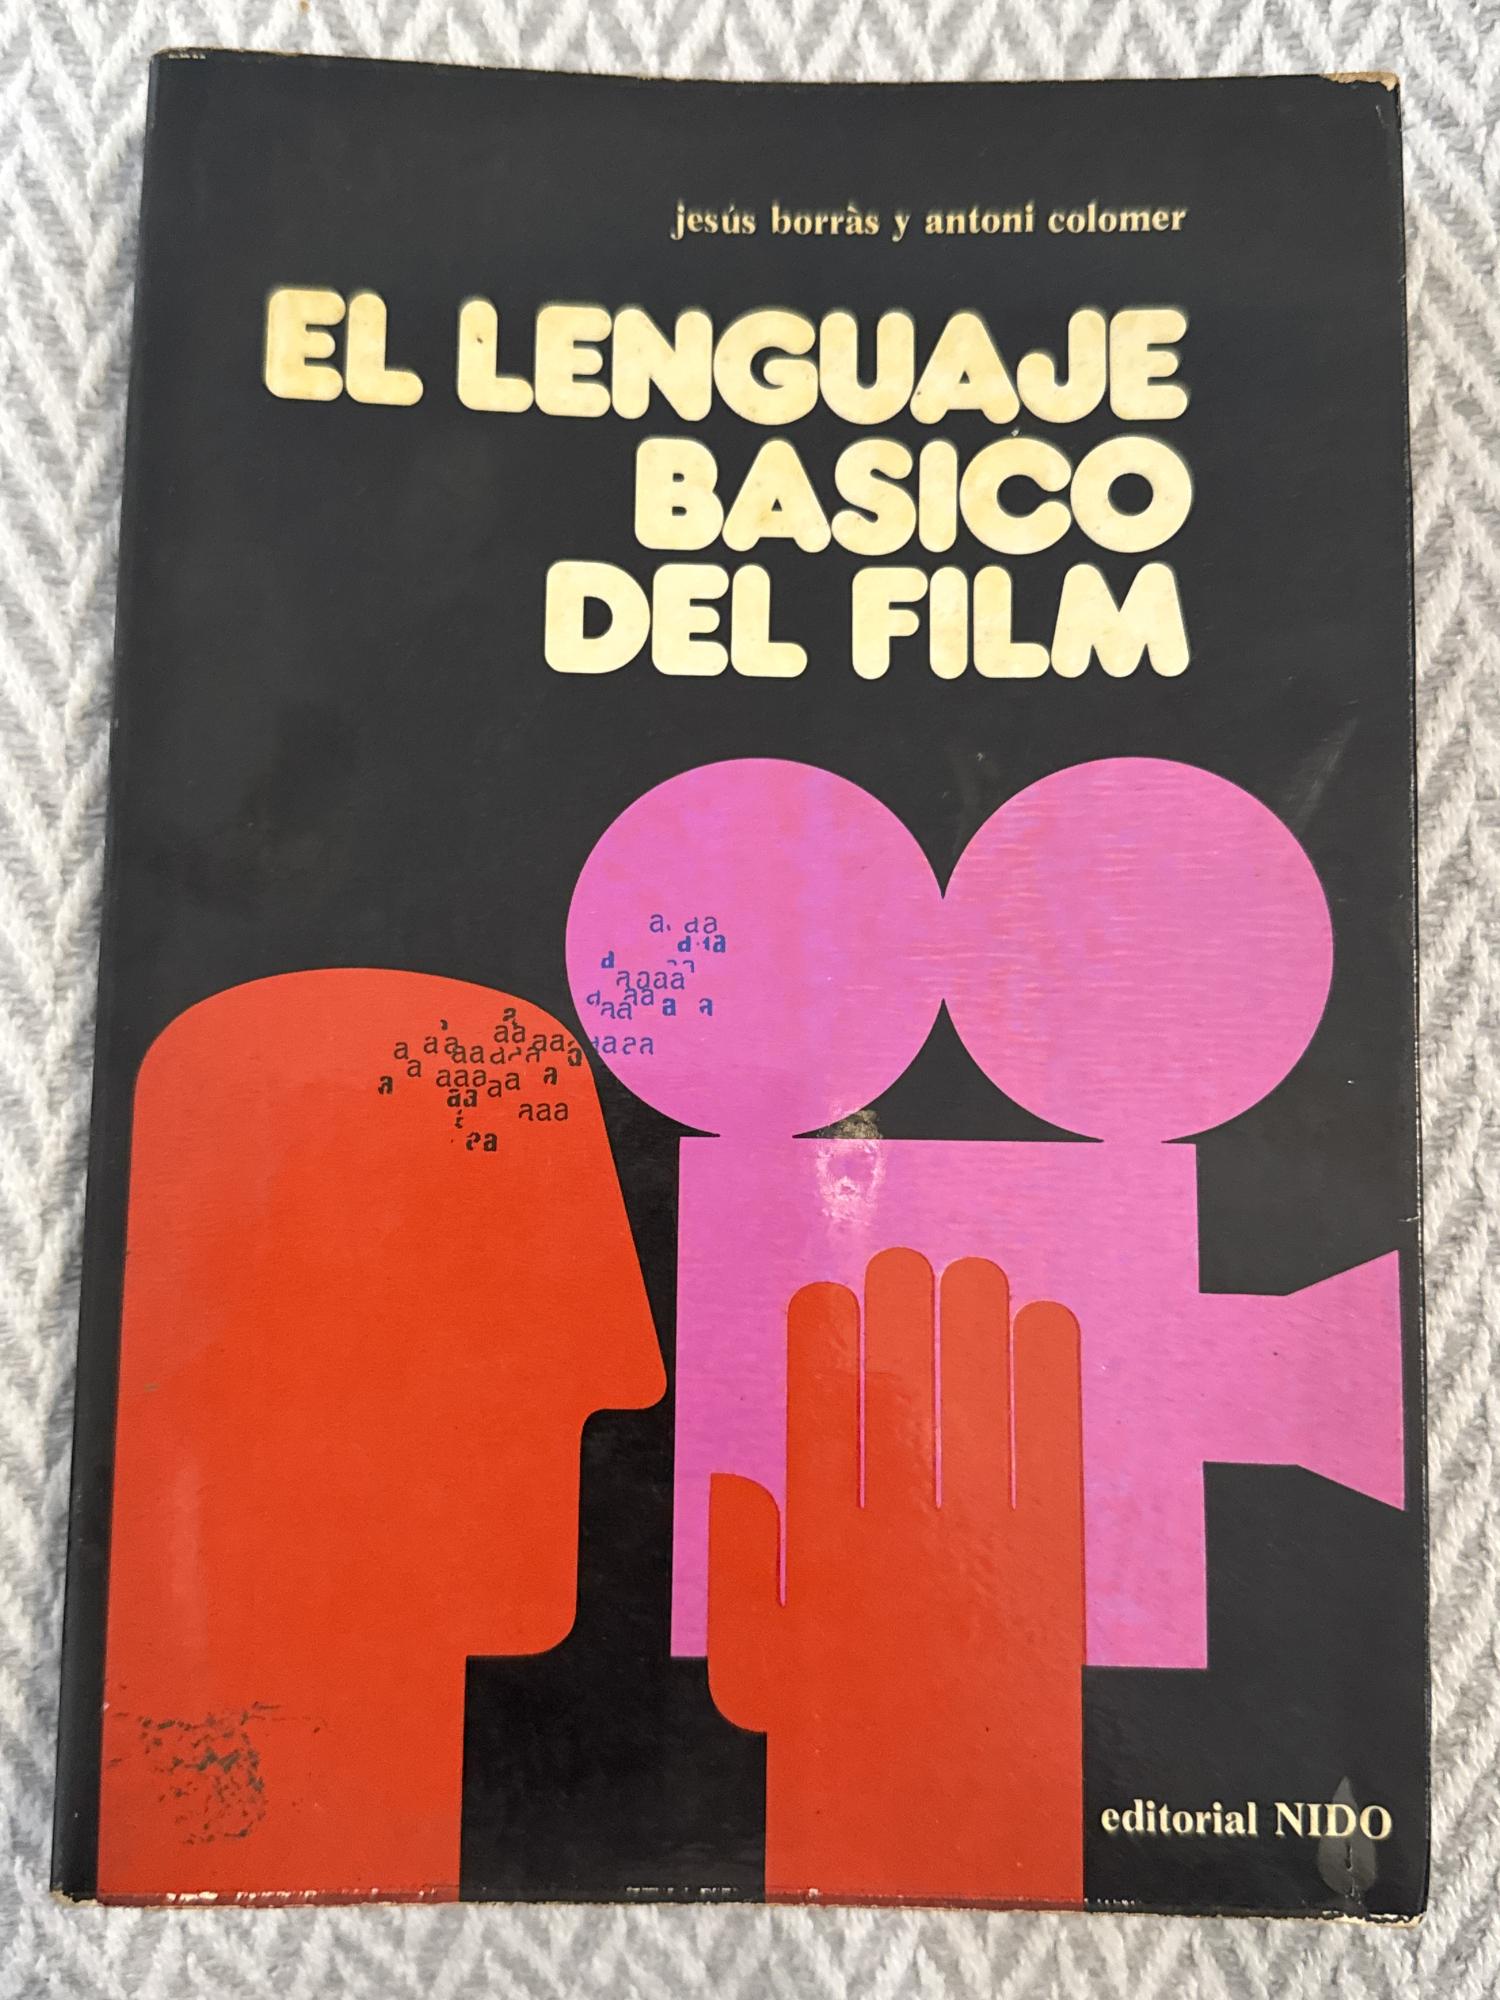 jesús borràs y antoni colomer
EL LENGUAJE
BASICO
DEL FILM
editorial NIDO